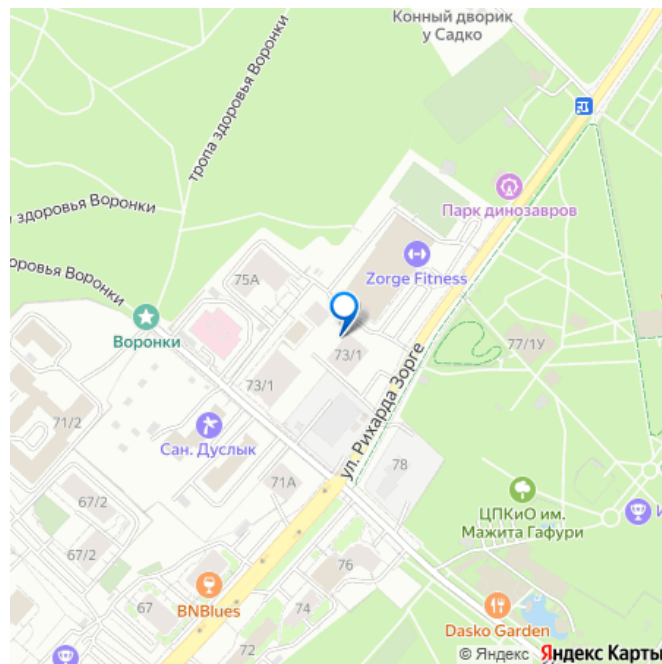 Конный дворик
у Садко
тропа здоровья Воронки
Парк динозавров
и здоровья Воронки
Zorge Fitness
75А
оровья Воронки
Воронки
73/1
77/1У
73/1
ул. Рихарда Зорге
71/2
Сан. Дуслык
78
71А
67/2
ЦПКиО им.
Мажита Гафури
И
67/2
76
BNBlues
67
74
Dasko Garden
72
© Яндекс Яндекс Карты